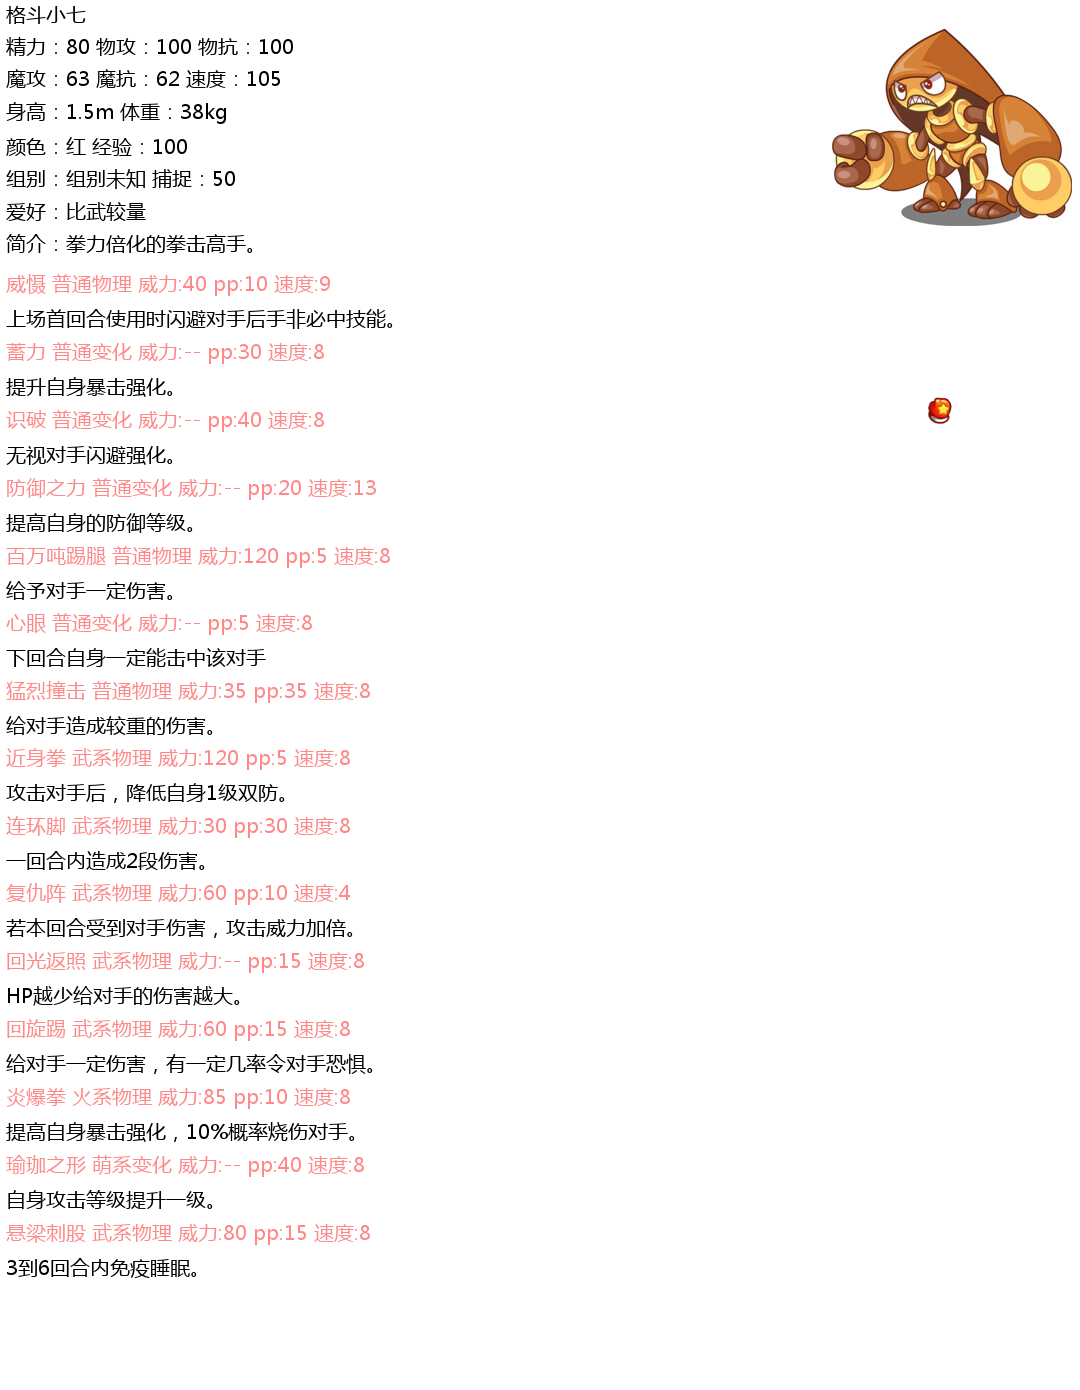 格斗小七
精力：80 物攻：100 物抗：100
魔攻：63 魔抗：62 速度：105
身高：1.5m 体重：38kg
颜色：红 经验：100
组别：组别未知 捕捉：50
爱好：比武较量
简介：拳力倍化的拳击高手。
威慑 普通物理 威力:40 pp:10 速度:9
上场首回合使用时闪避对手后手非必中技能。
蓄力 普通变化 威力:-- pp:30 速度:8
提升自身暴击强化。
识破 普通变化 威力:-- pp:40 速度:8
无视对手闪避强化。
防御之力 普通变化 威力:-- pp:20 速度:13
提高自身的防御等级。
百万吨踢腿 普通物理 威力:120 pp:5 速度:8
给予对手一定伤害。
心眼 普通变化 威力:-- pp:5 速度:8
下回合自身一定能击中该对手
猛烈撞击 普通物理 威力:35 pp:35 速度:8
给对手造成较重的伤害。
近身拳 武系物理 威力:120 pp:5 速度:8
攻击对手后，降低自身1级双防。
连环脚 武系物理 威力:30 pp:30 速度:8
一回合内造成2段伤害。
复仇阵 武系物理 威力:60 pp:10 速度:4
若本回合受到对手伤害，攻击威力加倍。
回光返照 武系物理 威力:-- pp:15 速度:8
HP越少给对手的伤害越大。
回旋踢 武系物理 威力:60 pp:15 速度:8
给对手一定伤害，有一定几率令对手恐惧。
炎爆拳 火系物理 威力:85 pp:10 速度:8
提高自身暴击强化，10%概率烧伤对手。
瑜珈之形 萌系变化 威力:-- pp:40 速度:8
自身攻击等级提升一级。
悬梁刺股 武系物理 威力:80 pp:15 速度:8
3到6回合内免疫睡眠。